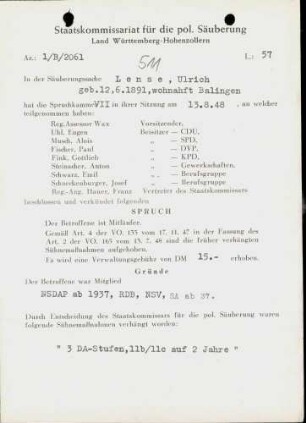 Staatskommissariat für die pol. Säuberung
Land Württemberg-Hohenzollern
Az.: 1/B/2061
511
L.: 57
In der Säuberungssache L e n s e , Ulrich
geb.12.6.1891,wohnhaft Balingen
hat die Spruchkammer VII in ihrer Sitzung am 13.8.48 , an welcher
teilgenommen haben:
Reg.Assessor Wax Vorsitzender,
Uhl, Eugen Beisitzer — CDU,
Musch, Alois „ — SPD,
Fischer, Paul „ — DVP,
Fink, Gottlieb „ — KPD,
Steimacher, Anton „ — Gewerkschaften,
Schwarz, Emil „ — Berufsgruppe
Schneckenburger, Josef „ — Berufsgruppe
Reg.-Ang. Dauer, Franz Vertreter des Staatskommissars
beschlossen und verkündet folgenden
SPRUCH
Der Betroffene ist Mitläufer.
Gemäß Art. 4 der VO 173 vom 17. 11. 47 in der Fassung des
Art. 2 der VO. 165 vom 13. 7. 48 sind die früher verhängten
Sühnemaßnahmen aufgehoben.
Es wird eine Verwaltungsgebühr von DM 15.- erhoben.
Gründe
Der Betroffene war Mitglied
NSDAP ab 1937, RDB, NSV, SA ab 37.
Durch Entscheidung des Staatskommissars für die pol. Säuberung waren
folgende Sühnemaßnahmen verhängt worden:
" 3 DA-Stufen,11b/11c auf 2 Jahre "